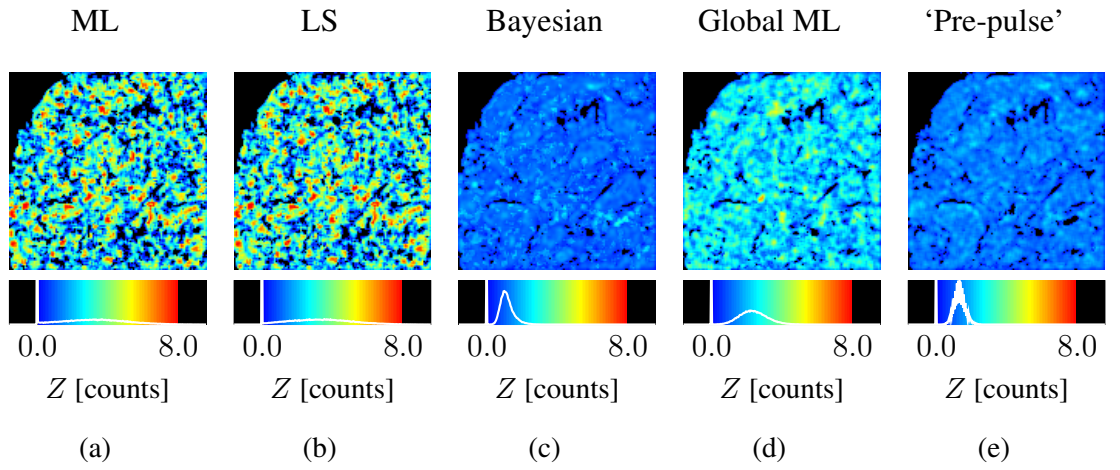 ML LS Bayesian Global ML ‘Pre-pulse’
0.0 8.0 0.0 8.0 0.0 8.0 0.0 8.0 0.0 8.0
Z [counts] Z [counts] Z [counts] Z [counts] Z [counts]
(a) (b) (c) (d) (e)